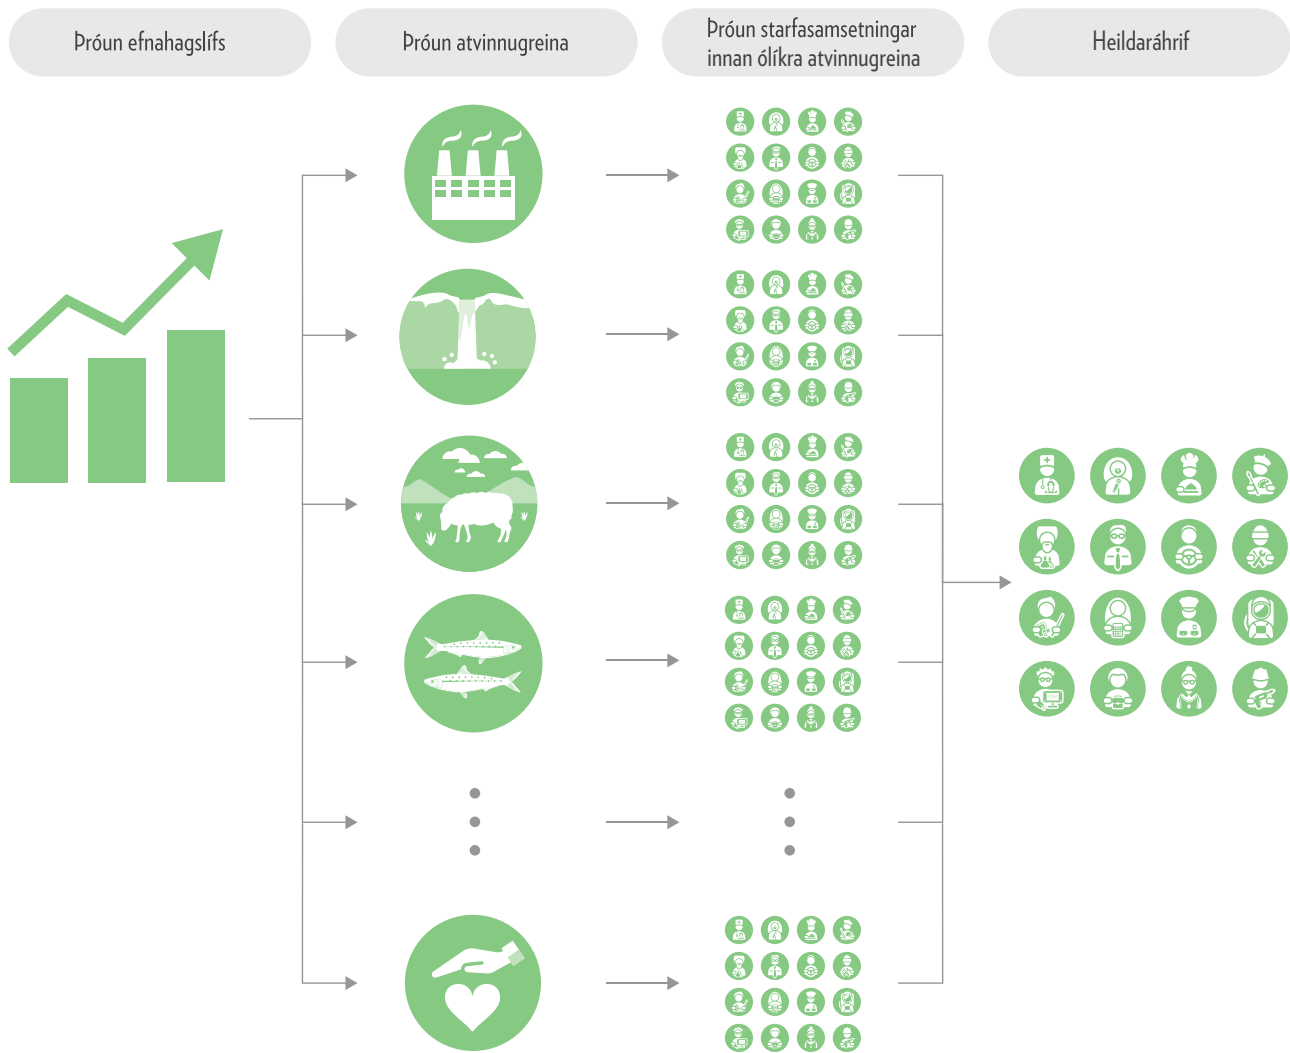 Þróun efnahagslífs
Þróun atvinnugreina
Þróun starfasamsetningar
innan ólíkra atvinnugreina
Heildaráhrif